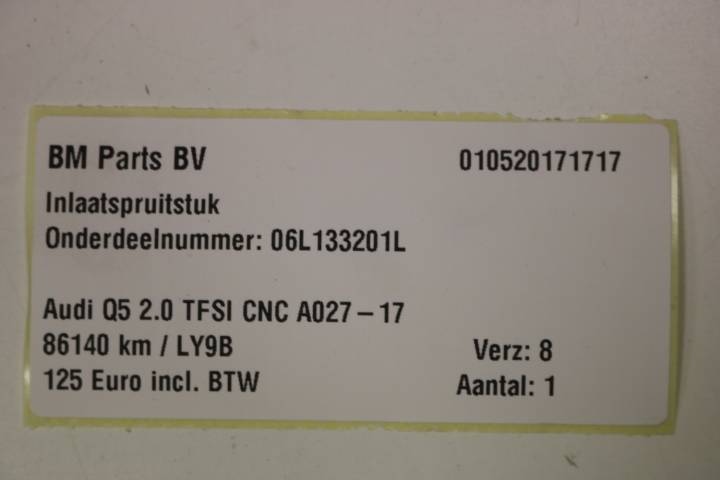 BM Parts BV 010520171717
Inlaatspruitstuk
Onderdeelnummer: 06L133201L
Audi Q5 2.0 TFSI CNC A027-17
86140 km / LY9B Verz: 8
125 Euro incl. BTW Aantal: 1